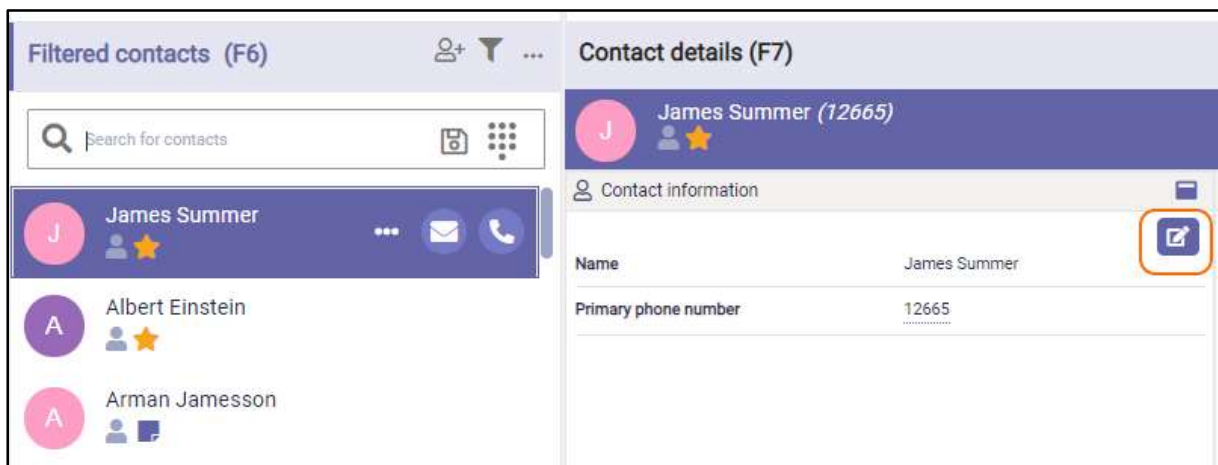 Filtered contacts (F6)
...
Search for contacts
J
James Summer
A
Albert Einstein
A
Arman Jamesson
Contact details (F7)
J
James Summer (12665)
Contact information
Name James Summer
Primary phone number 12665